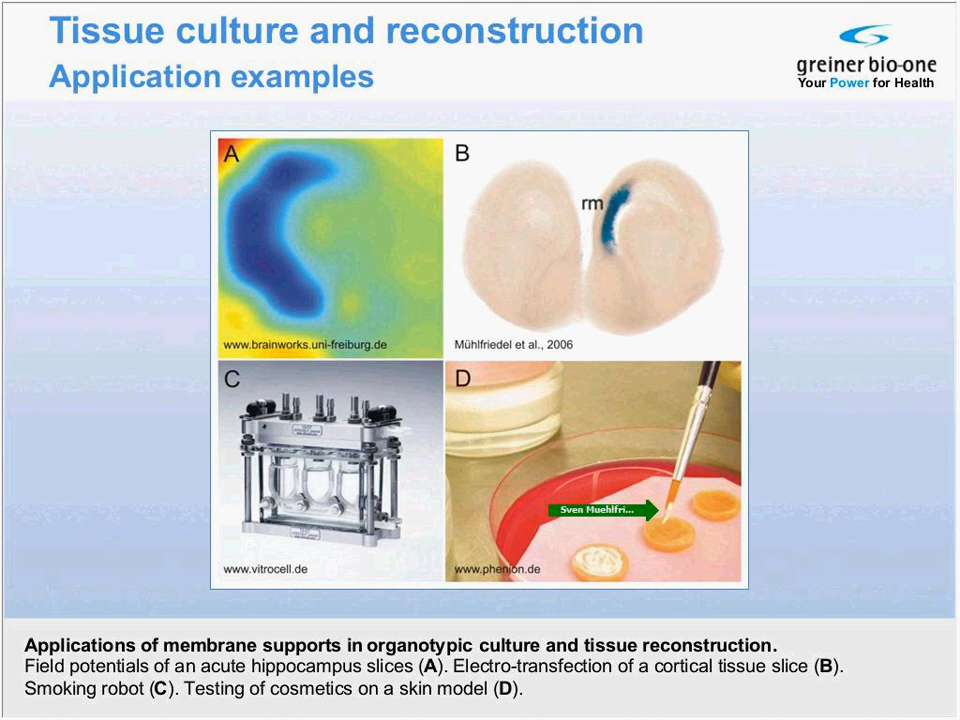 Tissue culture and reconstruction
Application examples
greiner bio-one
Your Power for Health
A
B
rm
www.brainworks.uni-freiburg.de
Mühlfriedel et al., 2006
C
D
Sven Muehlfri...
www.vitrocell.de
www.phenion.de
Applications of membrane supports in organotypic culture and tissue reconstruction.
Field potentials of an acute hippocampus slices (A). Electro-transfection of a cortical tissue slice (B).
Smoking robot (C). Testing of cosmetics on a skin model (D).